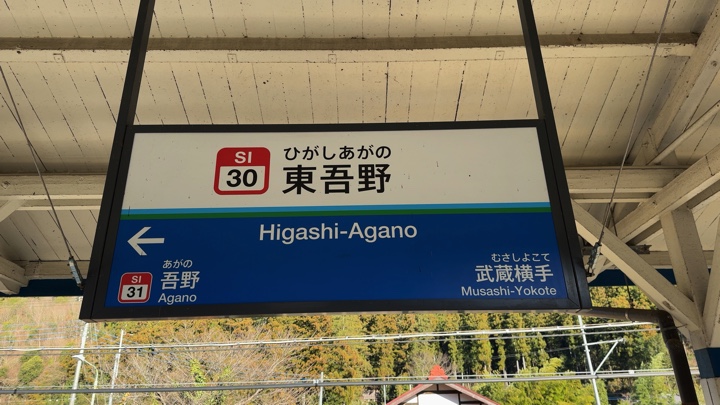 SI
30
ひがしあがの
東吾野
Higashi-Agano
←
あがの
SI
31
吾野
Agano
むさしよこて
武蔵横手
Musashi-Yokote